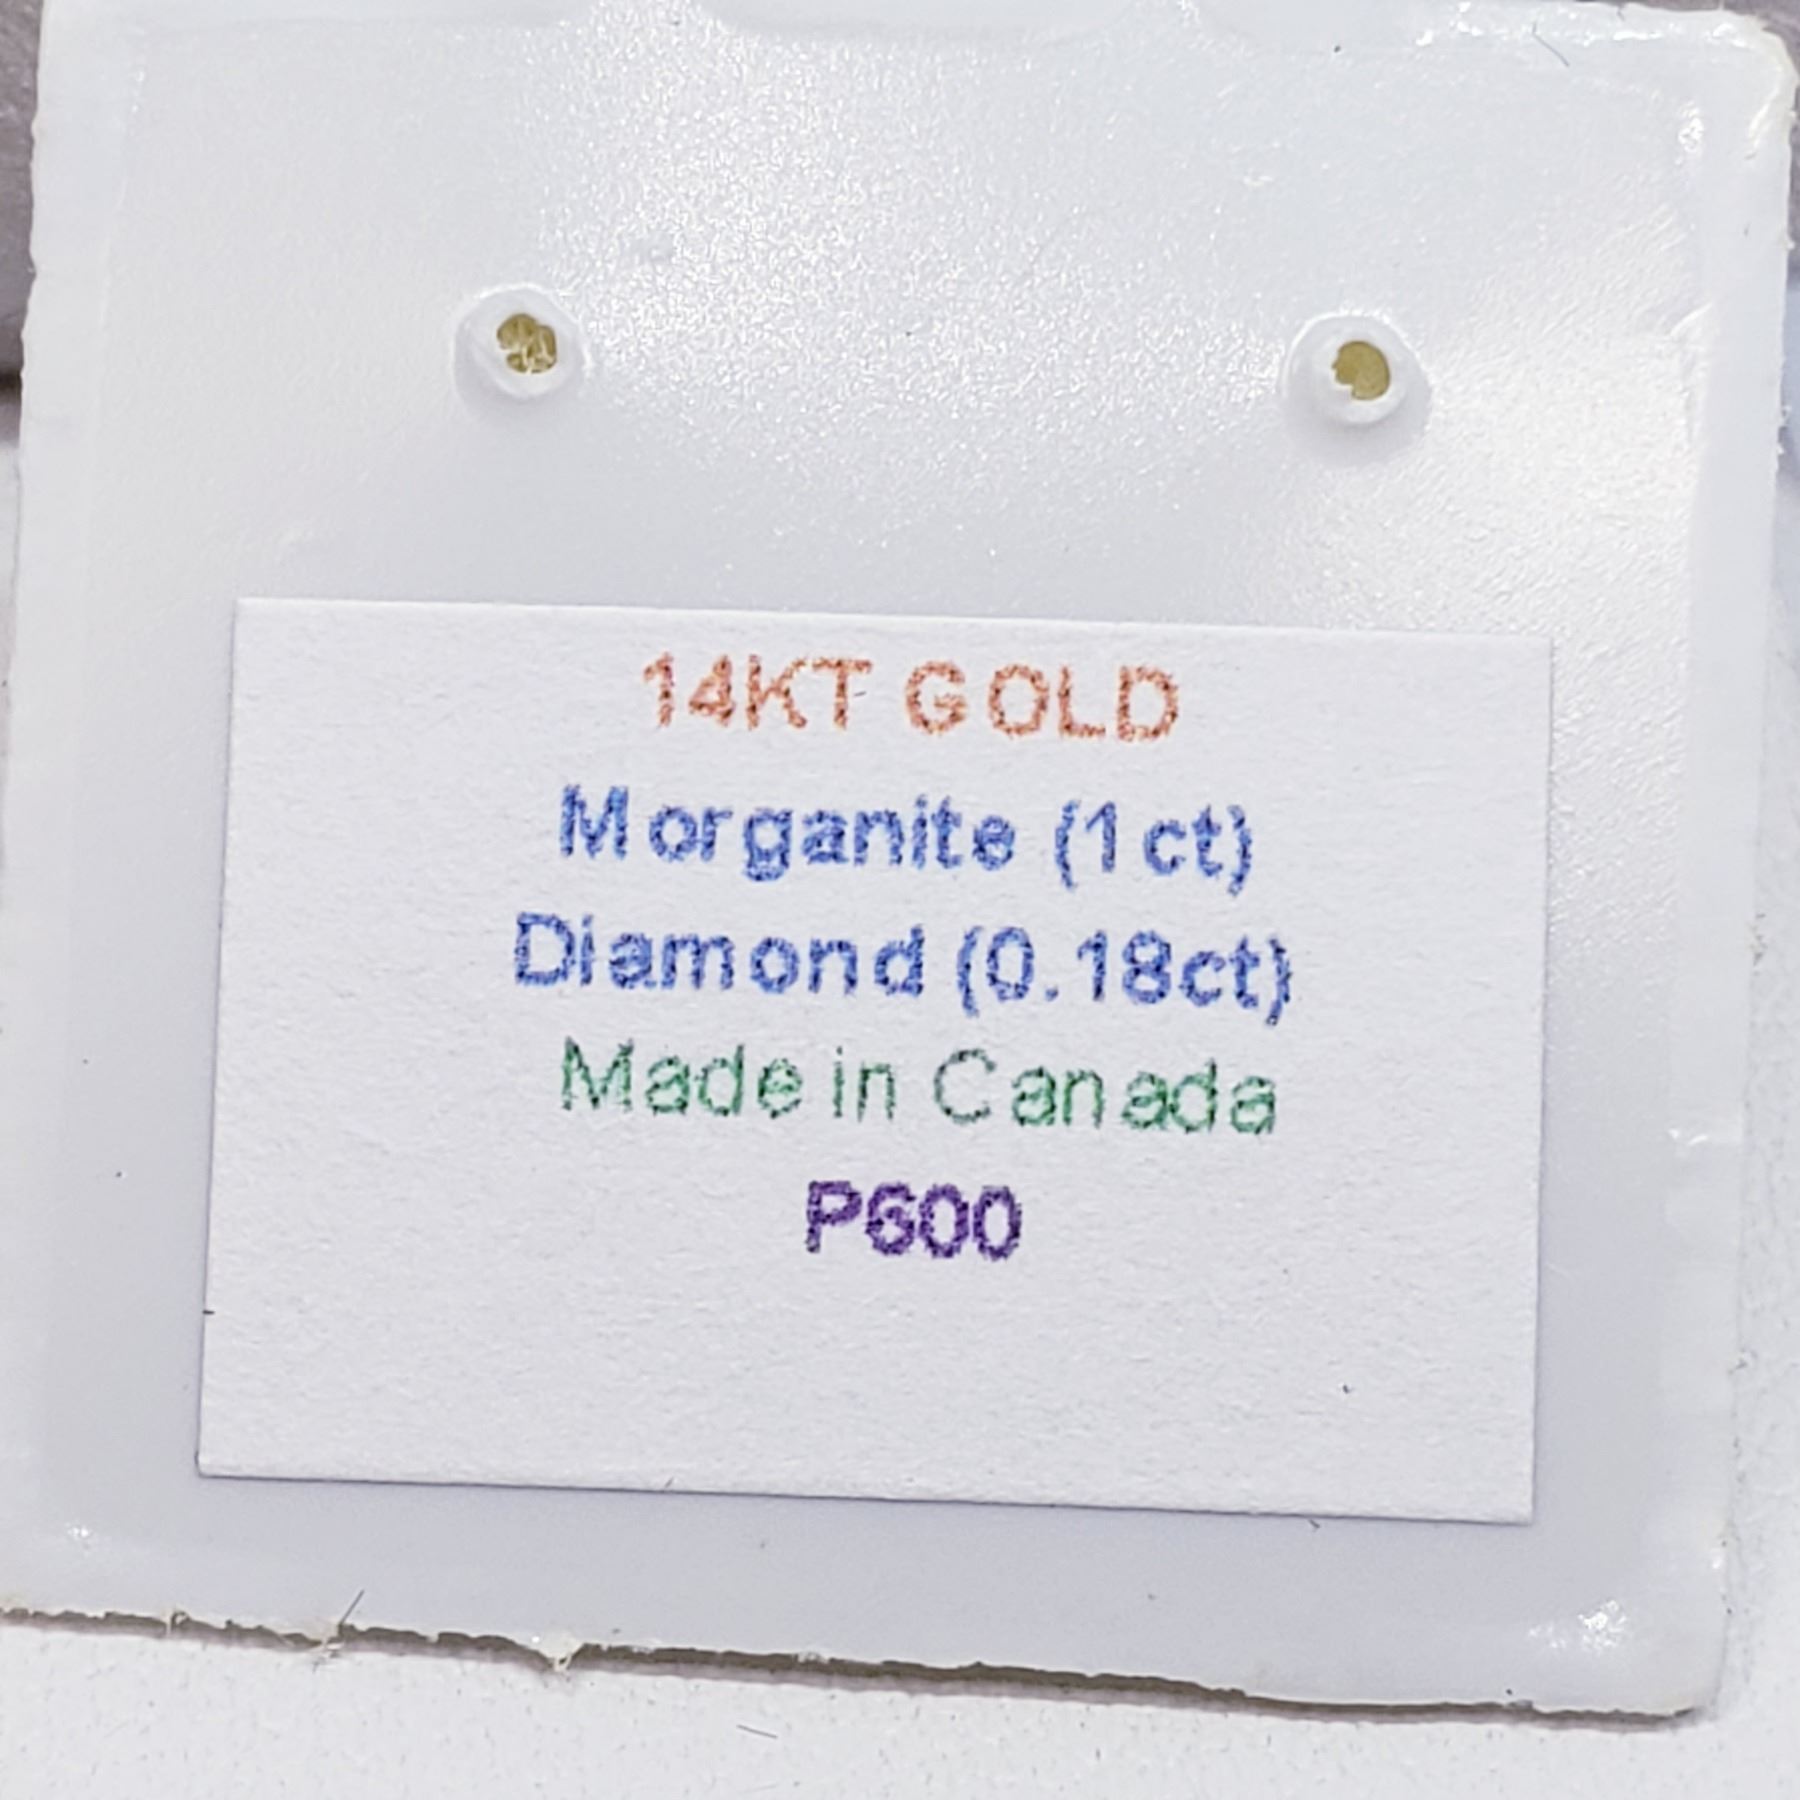 14KT GOLD
Morganite (1ct)
Diamond (0.18ct)
Made in Canada
P600